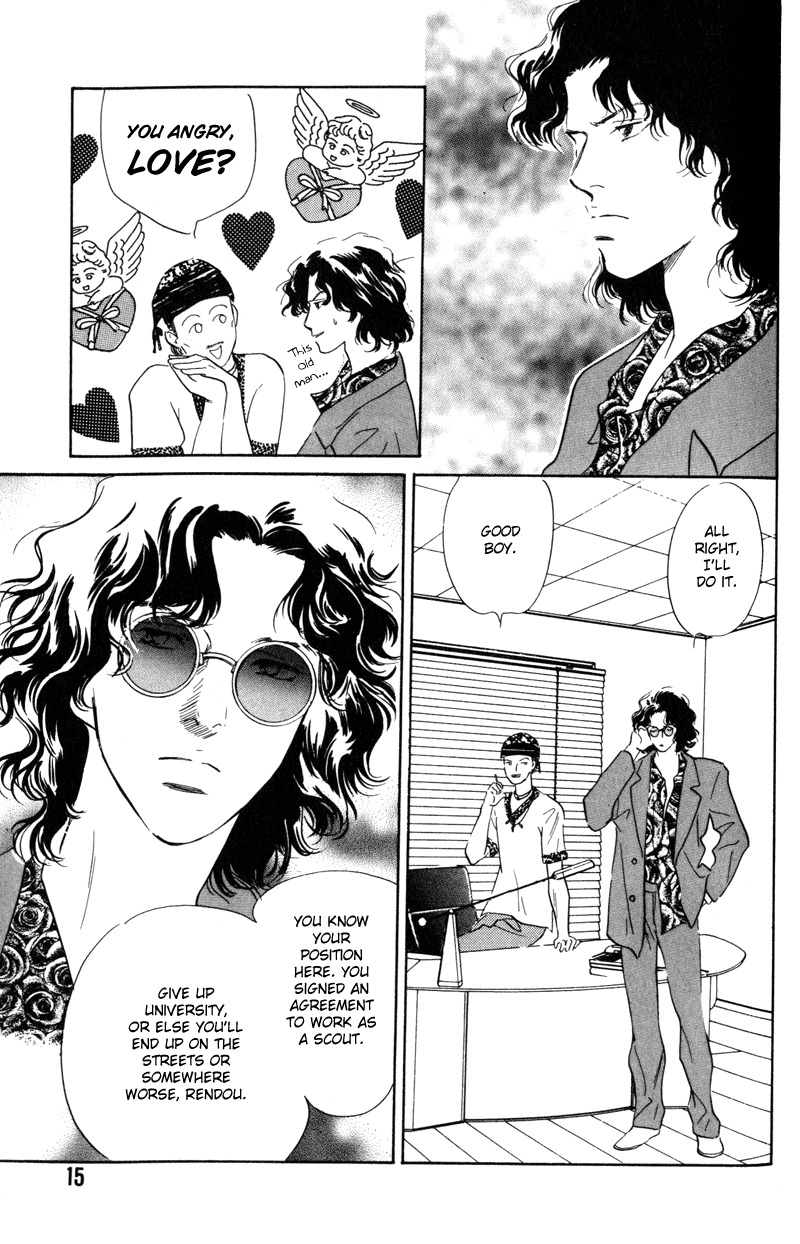 YOU ANGRY,
LOVE?
This
old
man...
ALL
RIGHT,
I'LL
DO IT.
GOOD
BOY.
YOU KNOW
YOUR
POSITION
HERE. YOU
SIGNED AN
AGREEMENT
TO WORK AS
A SCOUT.
GIVE UP
UNIVERSITY,
OR ELSE YOU'LL
END UP ON THE
STREETS OR
SOMEWHERE
WORSE, RENDOU.
15